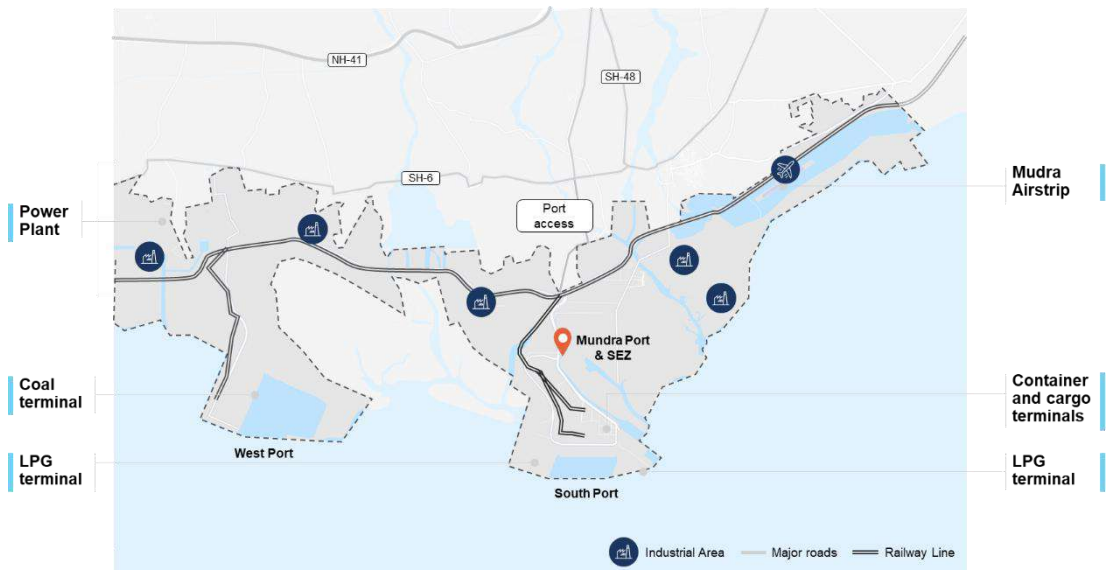 NH-41
SH-48
SH-6
Port
access
Mudra
Airstrip
Power
Plant
Mundra Port
& SEZ
Coal
terminal
Container
and cargo
terminals
West Port
LPG
terminal
South Port
LPG
terminal
Industrial Area
Major roads
Railway Line